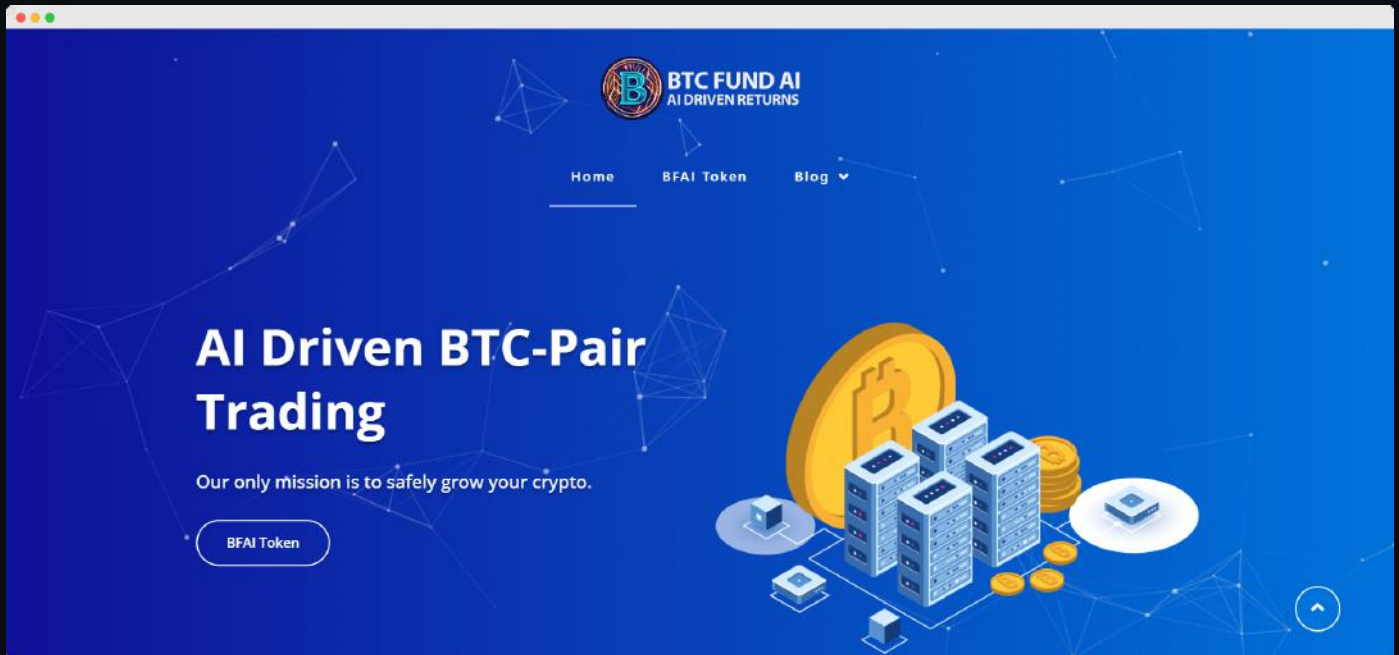 BTC FUND AI
AI DRIVEN RETURNS
Home BFAI Token Blog
AI Driven BTC-Pair
Trading
Our only mission is to safely grow your crypto.
BFAI Token